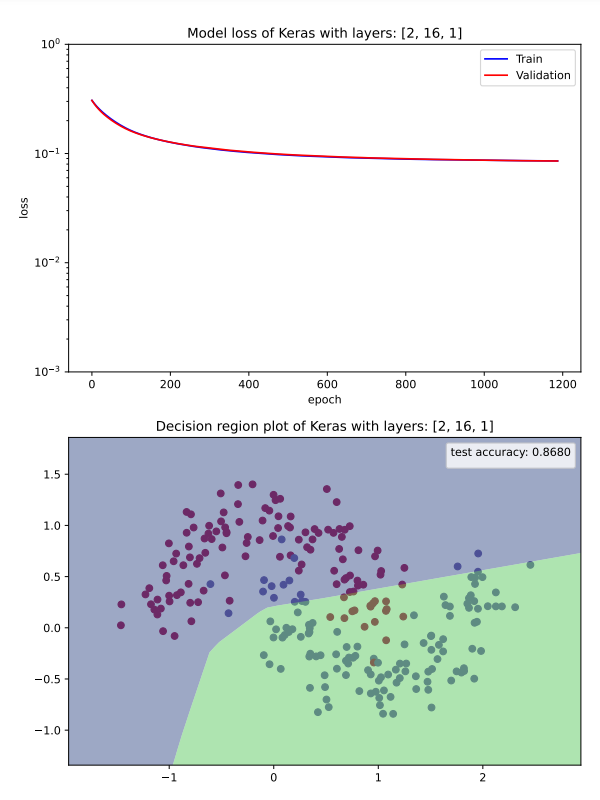 Model loss of Keras with layers: [2, 16, 1]
10⁰
10⁻¹
10⁻²
10⁻³
loss
Train
Validation
0 200 400 600 800 1000 1200
epoch
Decision region plot of Keras with layers: [2, 16, 1]
test accuracy: 0.8680
1.5
1.0
0.5
0.0
−0.5
−1.0
−1 0 1 2